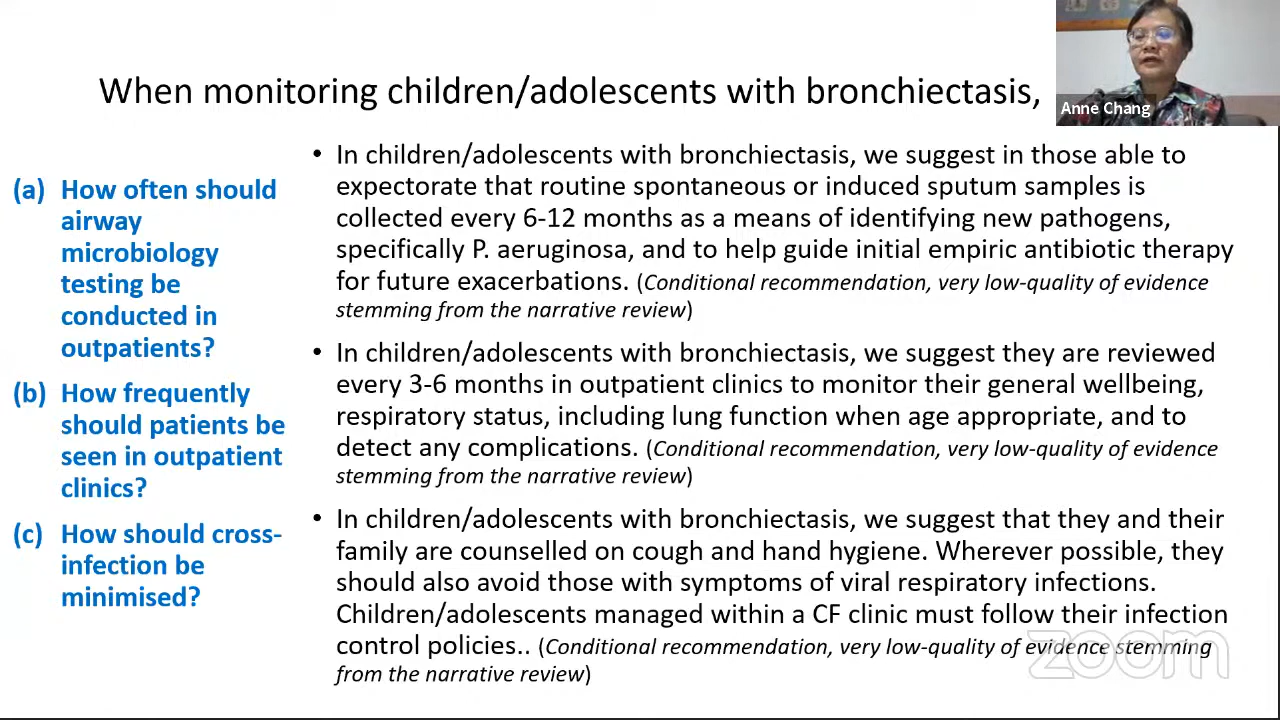 When monitoring children/adolescents with bronchiectasis,
Anne Chang
(a) How often should
airway
microbiology
testing be
conducted in
outpatients?
(b) How frequently
should patients be
seen in outpatient
clinics?
(c) How should cross-
infection be
minimised?
• In children/adolescents with bronchiectasis, we suggest in those able to
expectorate that routine spontaneous or induced sputum samples is
collected every 6-12 months as a means of identifying new pathogens,
specifically P. aeruginosa, and to help guide initial empiric antibiotic therapy
for future exacerbations. (Conditional recommendation, very low-quality of evidence
stemming from the narrative review)
• In children/adolescents with bronchiectasis, we suggest they are reviewed
every 3-6 months in outpatient clinics to monitor their general wellbeing,
respiratory status, including lung function when age appropriate, and to
detect any complications. (Conditional recommendation, very low-quality of evidence
stemming from the narrative review)
• In children/adolescents with bronchiectasis, we suggest that they and their
family are counselled on cough and hand hygiene. Wherever possible, they
should also avoid those with symptoms of viral respiratory infections.
Children/adolescents managed within a CF clinic must follow their infection
control policies.. (Conditional recommendation, very low-quality of evidence stemming
from the narrative review)
zoom